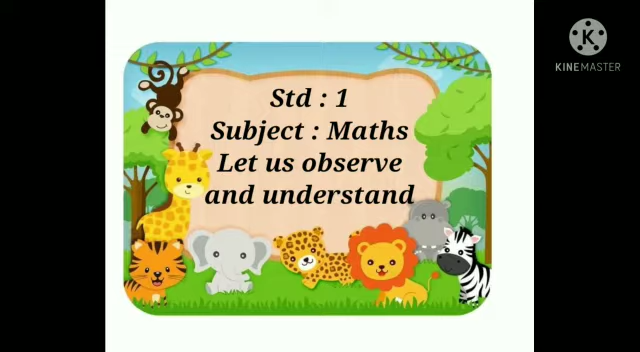 Std : 1
Subject : Maths
Let us observe
and understand
K
KINEMASTER